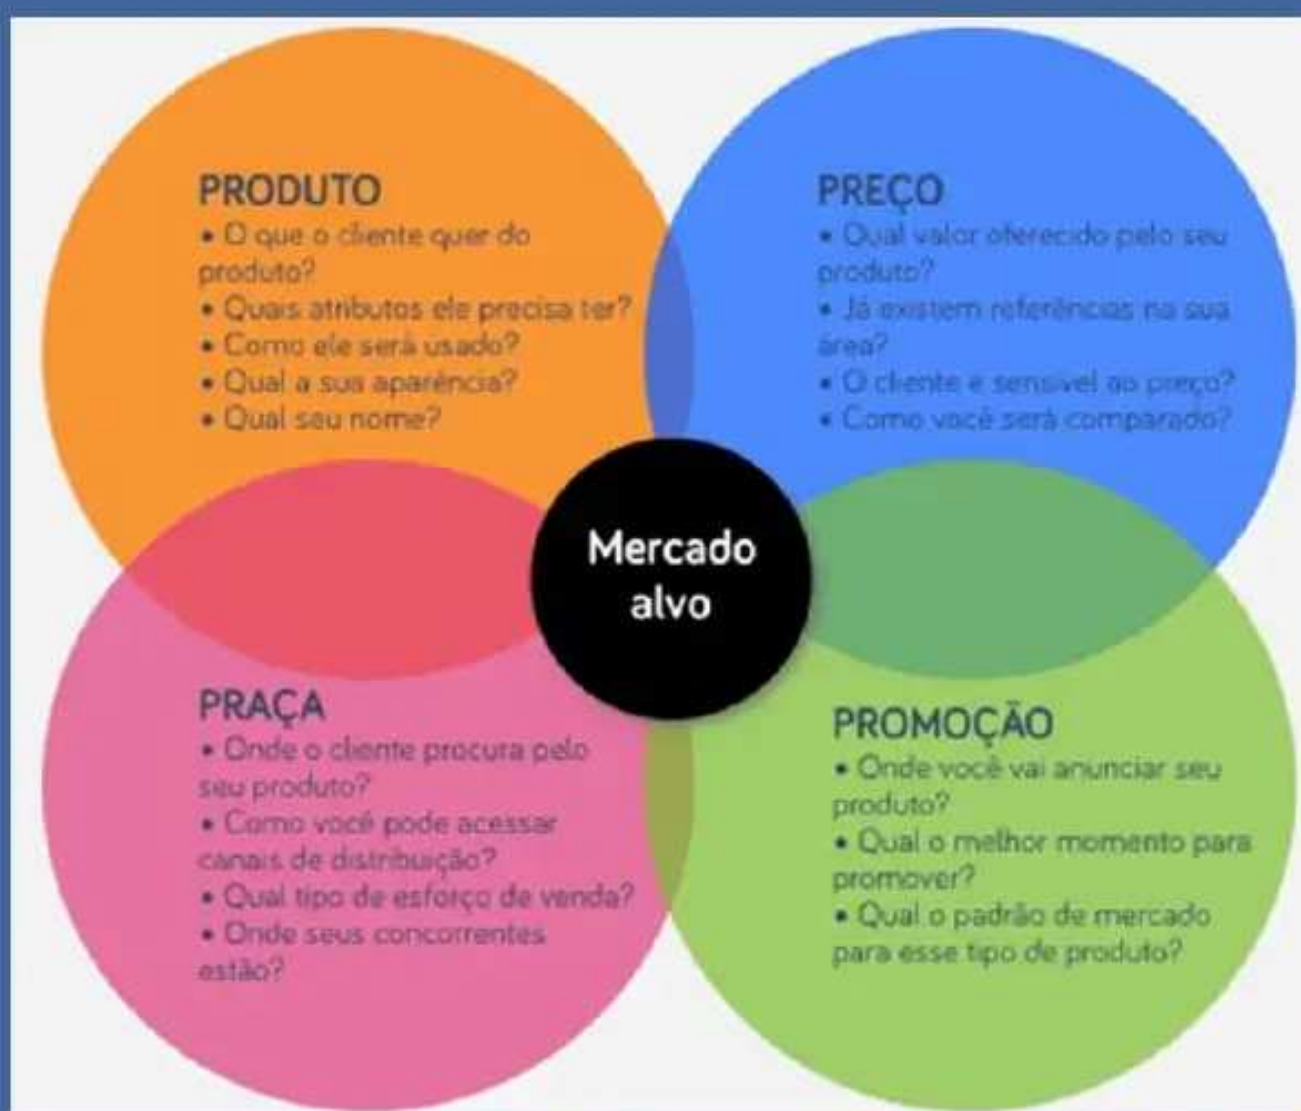 PRODUTO
• O que o cliente quer do
produto?
• Quais atributos ele precisa ter?
• Como ele será usado?
• Qual a sua aparência?
• Qual seu nome?
PREÇO
• Qual valor oferecido pelo seu
produto?
• Já existem referências na sua
área?
• O cliente é sensível ao preço?
• Como você será comparado?
Mercado
alvo
PRAÇA
• Onde o cliente procura pelo
seu produto?
• Como você pode acessar
canais de distribuição?
• Qual tipo de esforço de venda?
• Onde seus concorrentes
estão?
PROMOÇÃO
• Onde você vai anunciar seu
produto?
• Qual o melhor momento para
promover?
• Qual o padrão de mercado
para esse tipo de produto?